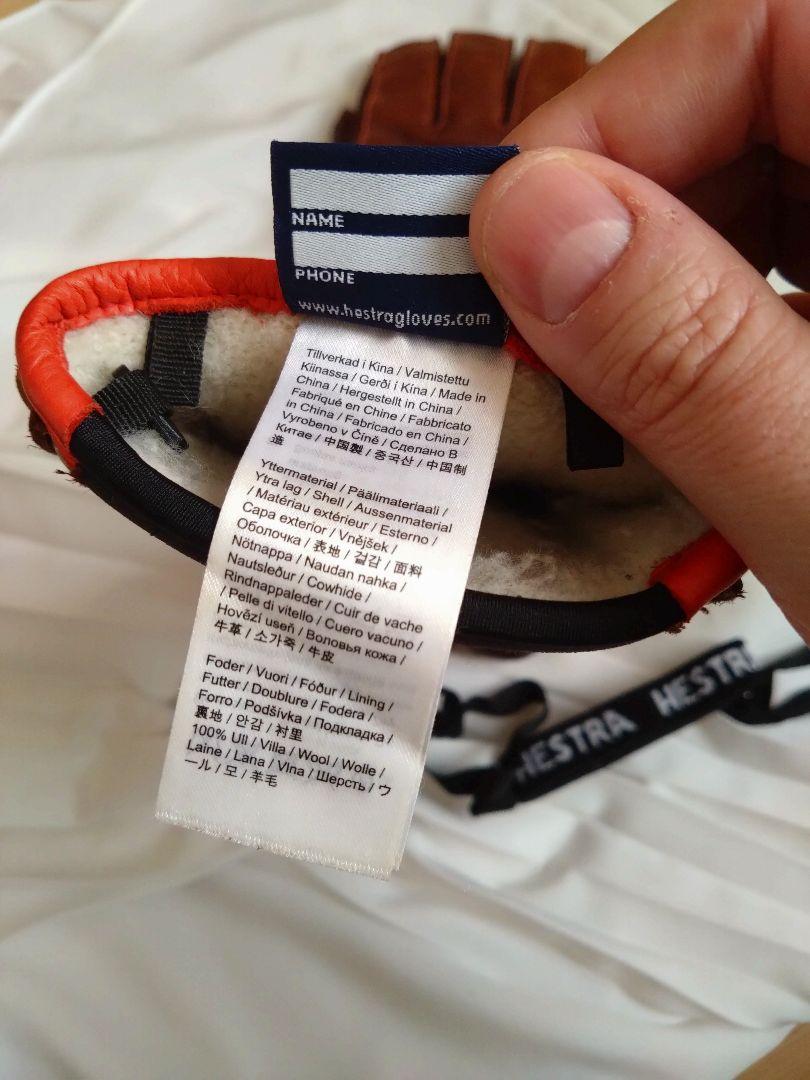 NAME
PHONE
www.hestragloves.com
Tillverkad i Kina / Valmistettu
Kiinassa / Gerði í Kína / Made in
China / Hergestellt in China /
Fabriqué en Chine / Fabbricato
in China / Fabricado en China /
Vyrobeno v Číně / Сделано В
Китае / 中国製 / 중국산 / 中国制
造
Yttermaterial / Päälimateriaali /
Ytra lag / Shell / Aussenmaterial
/ Matériau extérieur / Esterno /
Capa exterior / Vnějšek /
Оболочка / 表地 / 겉감 / 面料
Nötnappa / Naudan nahka /
Nautsleður / Cowhide /
Rindnappaleder / Cuir de vache
/ Pelle di vitello / Cuero vacuno /
Hovězí useň / Воловья кожа /
牛革 / 소가죽 / 牛皮
Foder / Vuori / Fóður / Lining /
Futter / Doublure / Fodera /
Forro / Podšívka / Подкладка /
裏地 / 안감 / 衬里
100% Ull / Villa / Wool / Wolle /
Laine / Lana / Vlna / Шерсть / ウ
ール / 모 / 羊毛
HESTRA HESTR